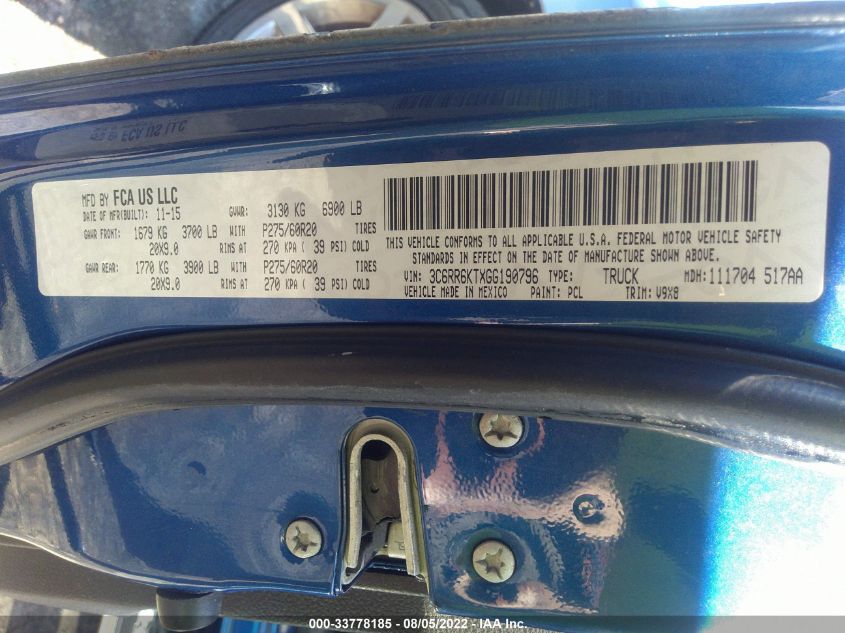 MFD BY FCA US LLC
DATE OF MFR(BUILT): 11-15 GVWR: 3130 KG 6900 LB
GAWR FRONT: 1679 KG 3700 LB WITH P275/60R20 TIRES
20X9.0 RIMS AT 270 KPA ( 39 PSI) COLD
GAWR REAR: 1770 KG 3900 LB WITH P275/60R20 TIRES
20X9.0 RIMS AT 270 KPA ( 39 PSI) COLD
THIS VEHICLE CONFORMS TO ALL APPLICABLE U.S.A. FEDERAL MOTOR VEHICLE SAFETY
STANDARDS IN EFFECT ON THE DATE OF MANUFACTURE SHOWN ABOVE.
VIN: 3C6RR6KTXGG190796 TYPE: TRUCK MDH: 111704 517AA
VEHICLE MADE IN MEXICO PAINT: PCL TRIM: V9X8
000-33778185 - 08/05/2022 - IAA Inc.